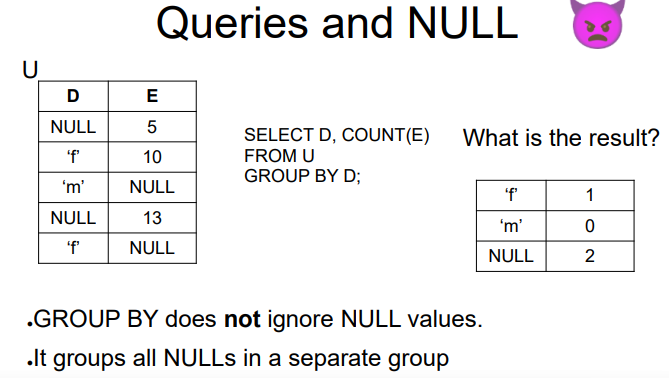 Queries and NULL
U
D E
NULL 5
‘f’ 10
‘m’ NULL
NULL 13
‘f’ NULL
SELECT D, COUNT(E)
FROM U
GROUP BY D;
What is the result?
‘f’ 1
‘m’ 0
NULL 2
.GROUP BY does not ignore NULL values.
.It groups all NULLs in a separate group